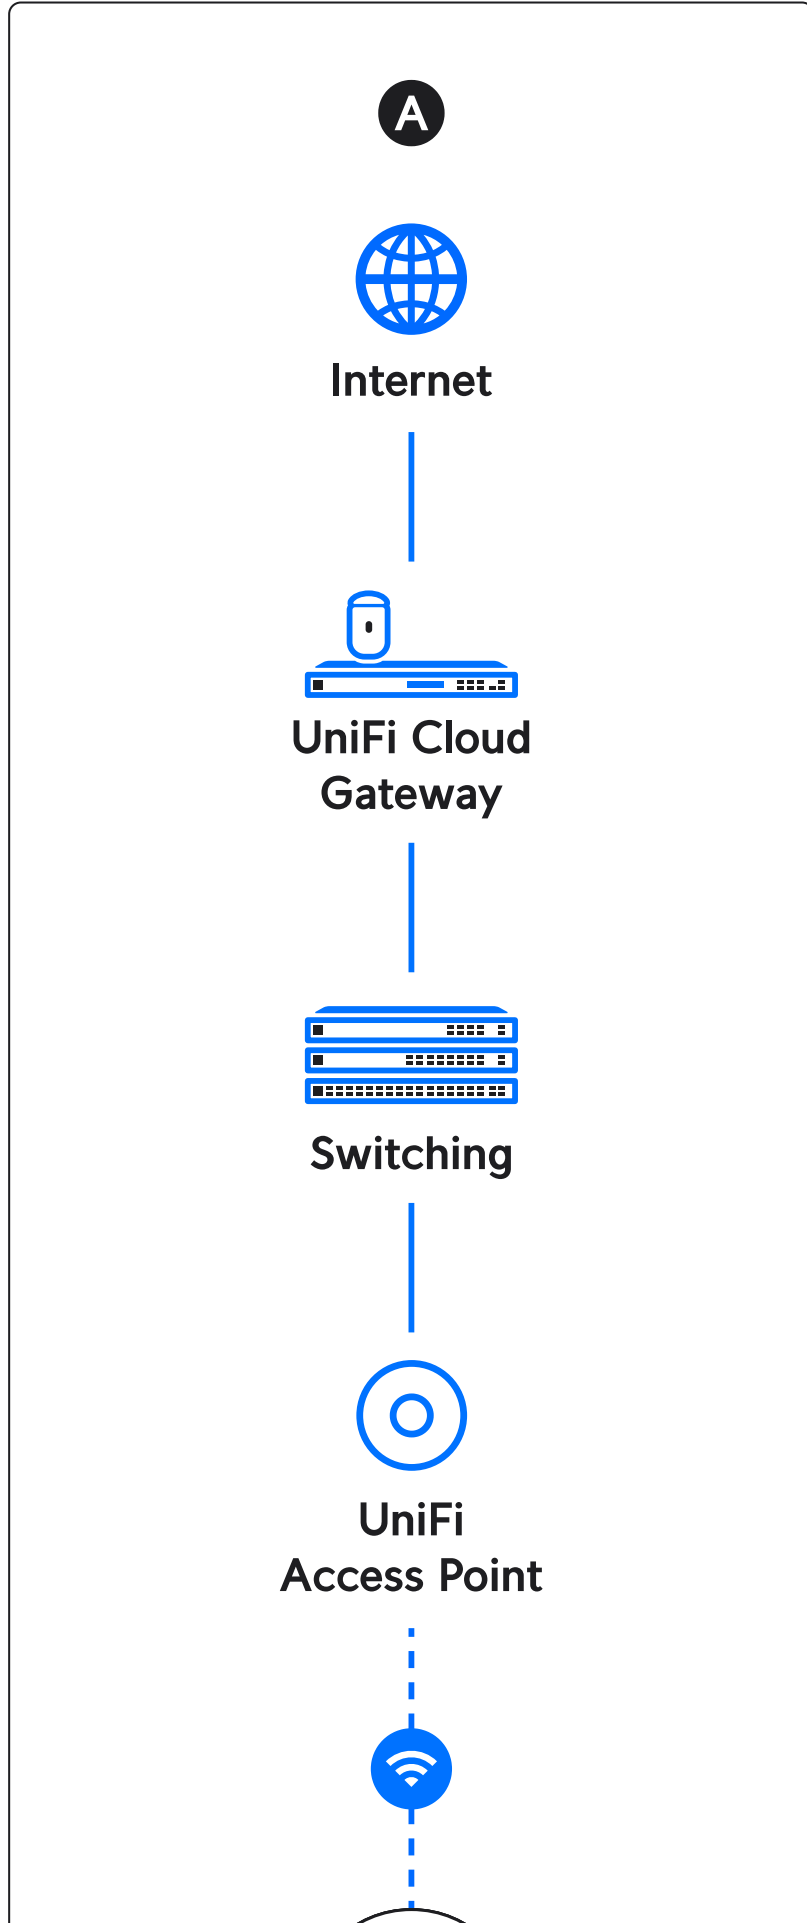 A
Internet
UniFi Cloud
Gateway
Switching
UniFi
Access Point